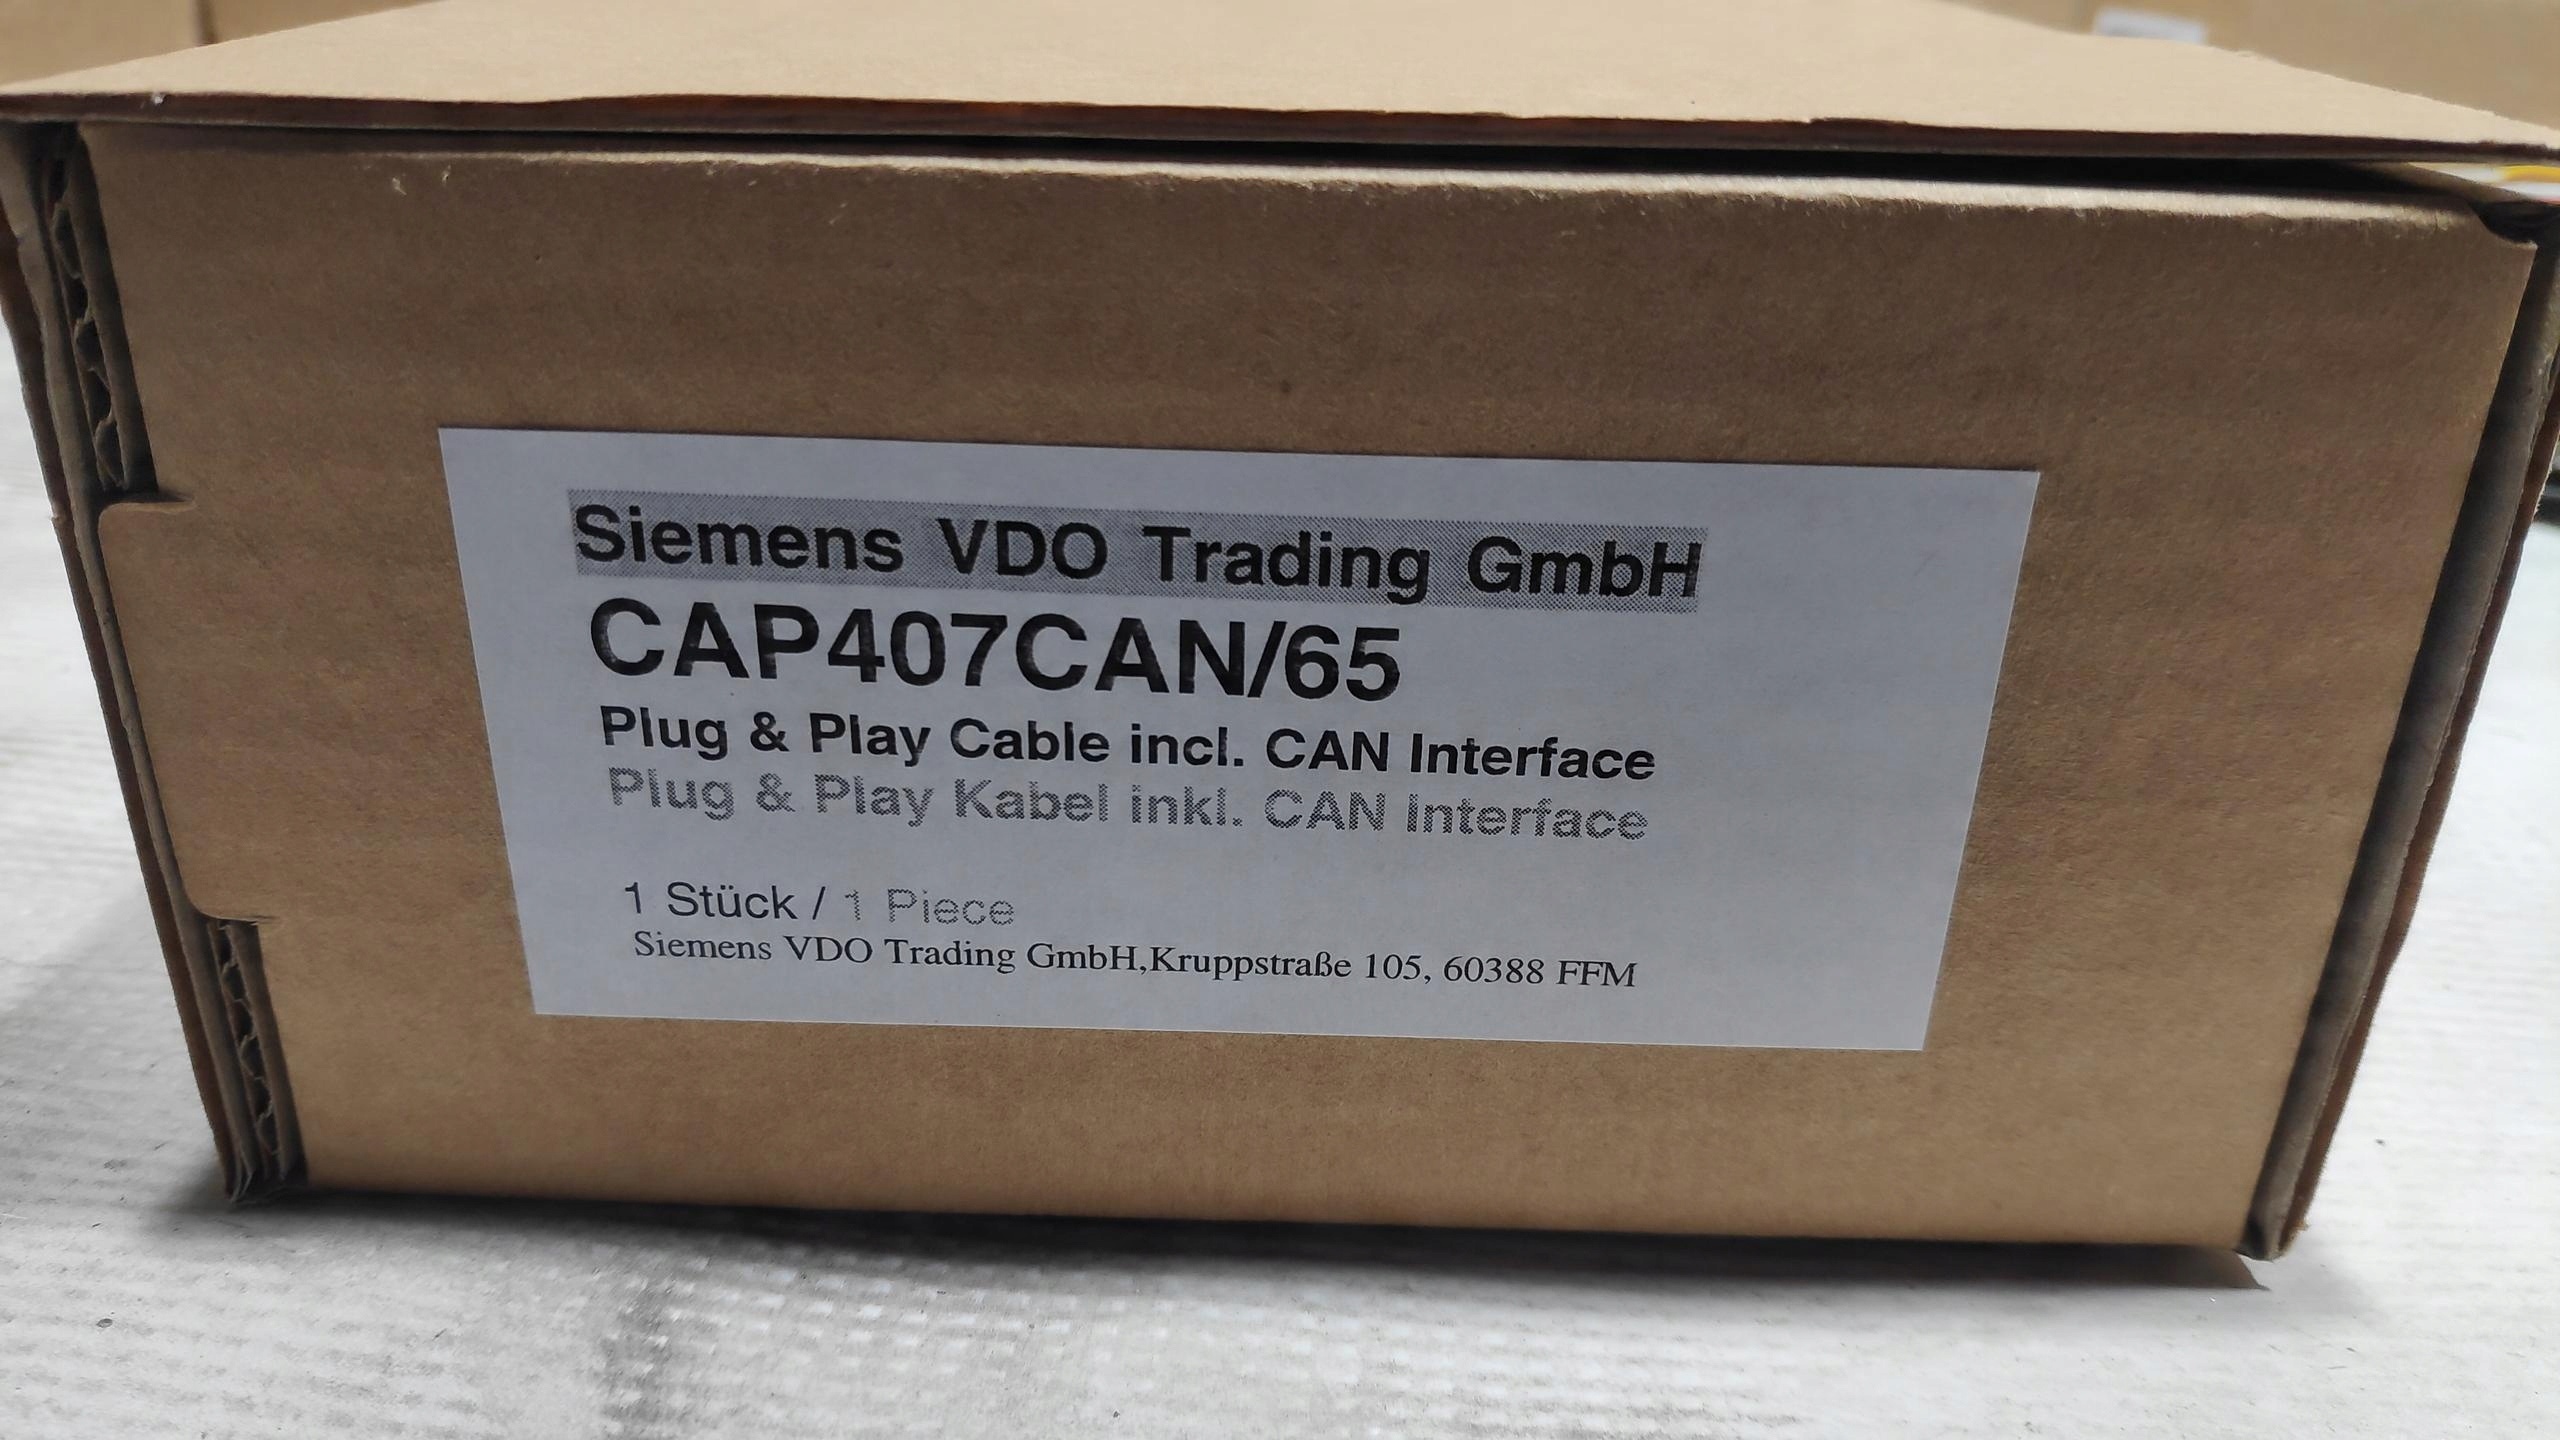 Siemens VDO Trading GmbH
CAP407CAN/65
Plug & Play Cable incl. CAN Interface
Plug & Play Kabel inkl. CAN Interface
1 Stück / 1 Piece
Siemens VDO Trading GmbH,Kruppstraße 105, 60388 FFM